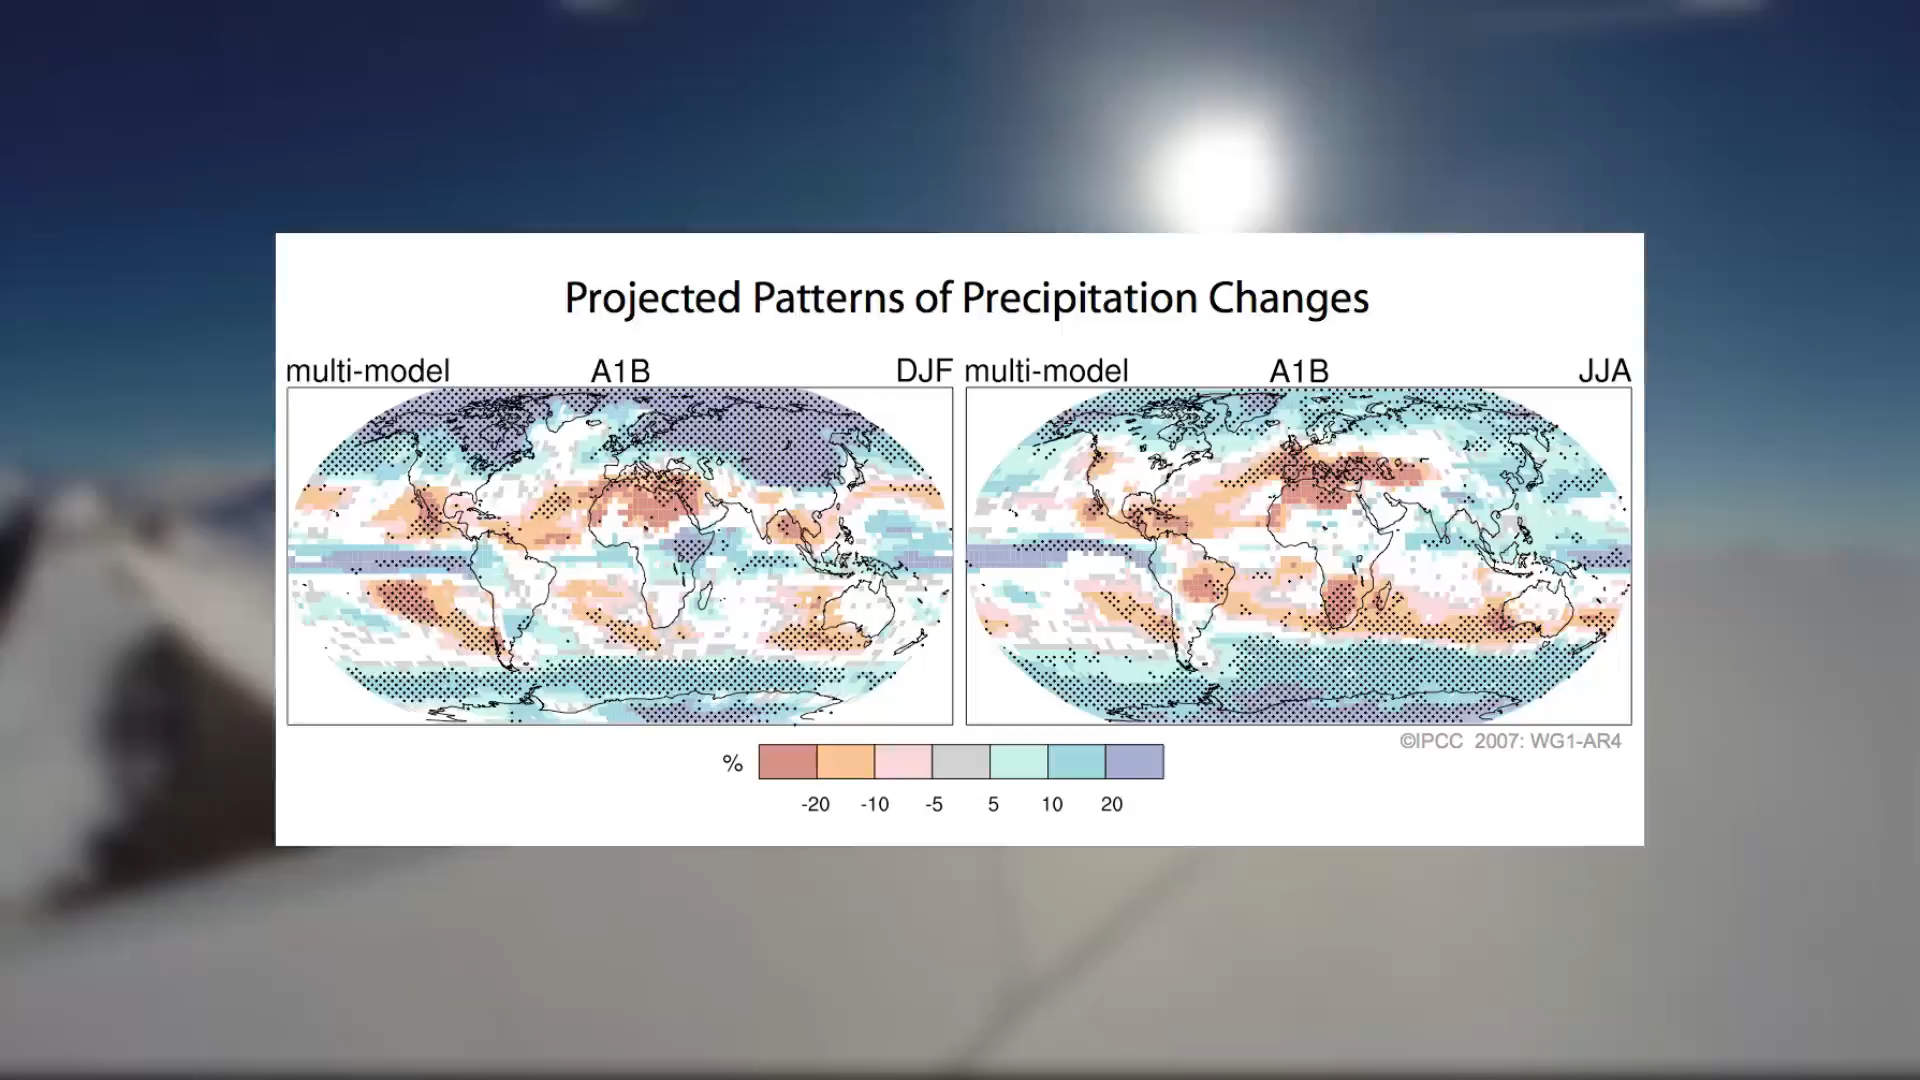 Projected Patterns of Precipitation Changes
multi-model A1B DJF
multi-model A1B JJA
©IPCC 2007: WG1-AR4
%
-20 -10 -5 5 10 20